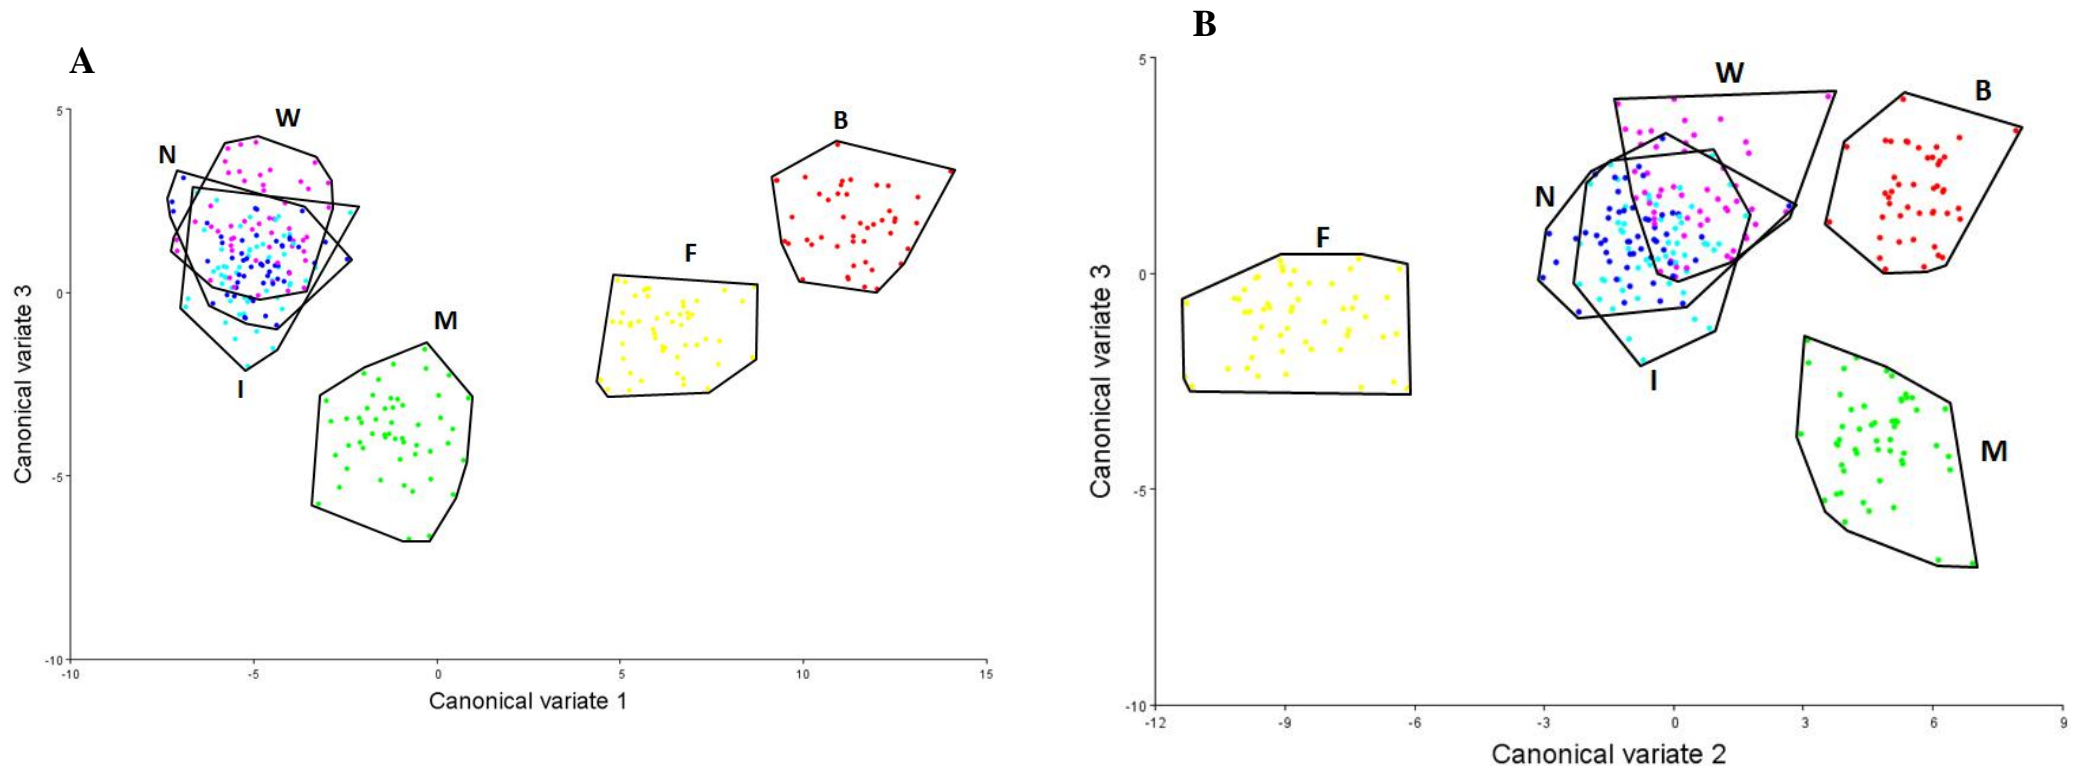 A
5
0
-5
-10
Canonical variate 3
W
N
I
M
F
B
-10
-5
0
5
10
15
Canonical variate 1
B
5
0
-5
-10
Canonical variate 3
W
B
N
F
I
M
-12
-9
-6
-3
0
3
6
9
Canonical variate 2